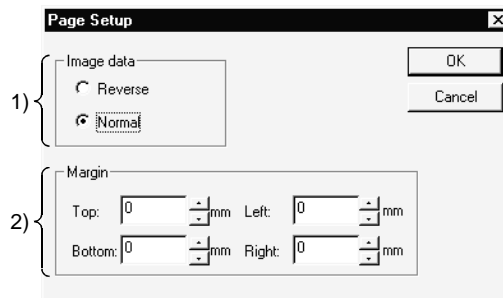 Page Setup
Image data
OK
1)
Reverse
Cancel
Normal
Margin
2)
Top: 0 mm Left: 0 mm
Bottom: 0 mm Right: 0 mm